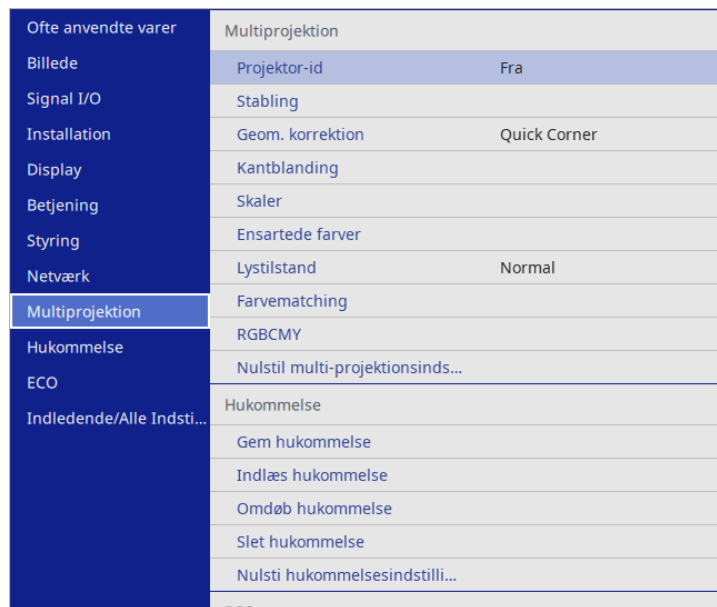 Ofte anvendte varer
Billede
Signal I/O
Installation
Display
Betjening
Styring
Netværk
Multiprojektion
Hukommelse
ECO
Indledende/Alle Indsti...
Multiprojektion
Projektor-id Fra
Stabling
Geom. korrektion Quick Corner
Kantblanding
Skaler
Ensartede farver
Lystilstand Normal
Farvematching
RGBCMY
Nulstil multi-projektionsinds...
Hukommelse
Gem hukommelse
Indlæs hukommelse
Omdøb hukommelse
Slet hukommelse
Nulsti hukommelsesindstilli...